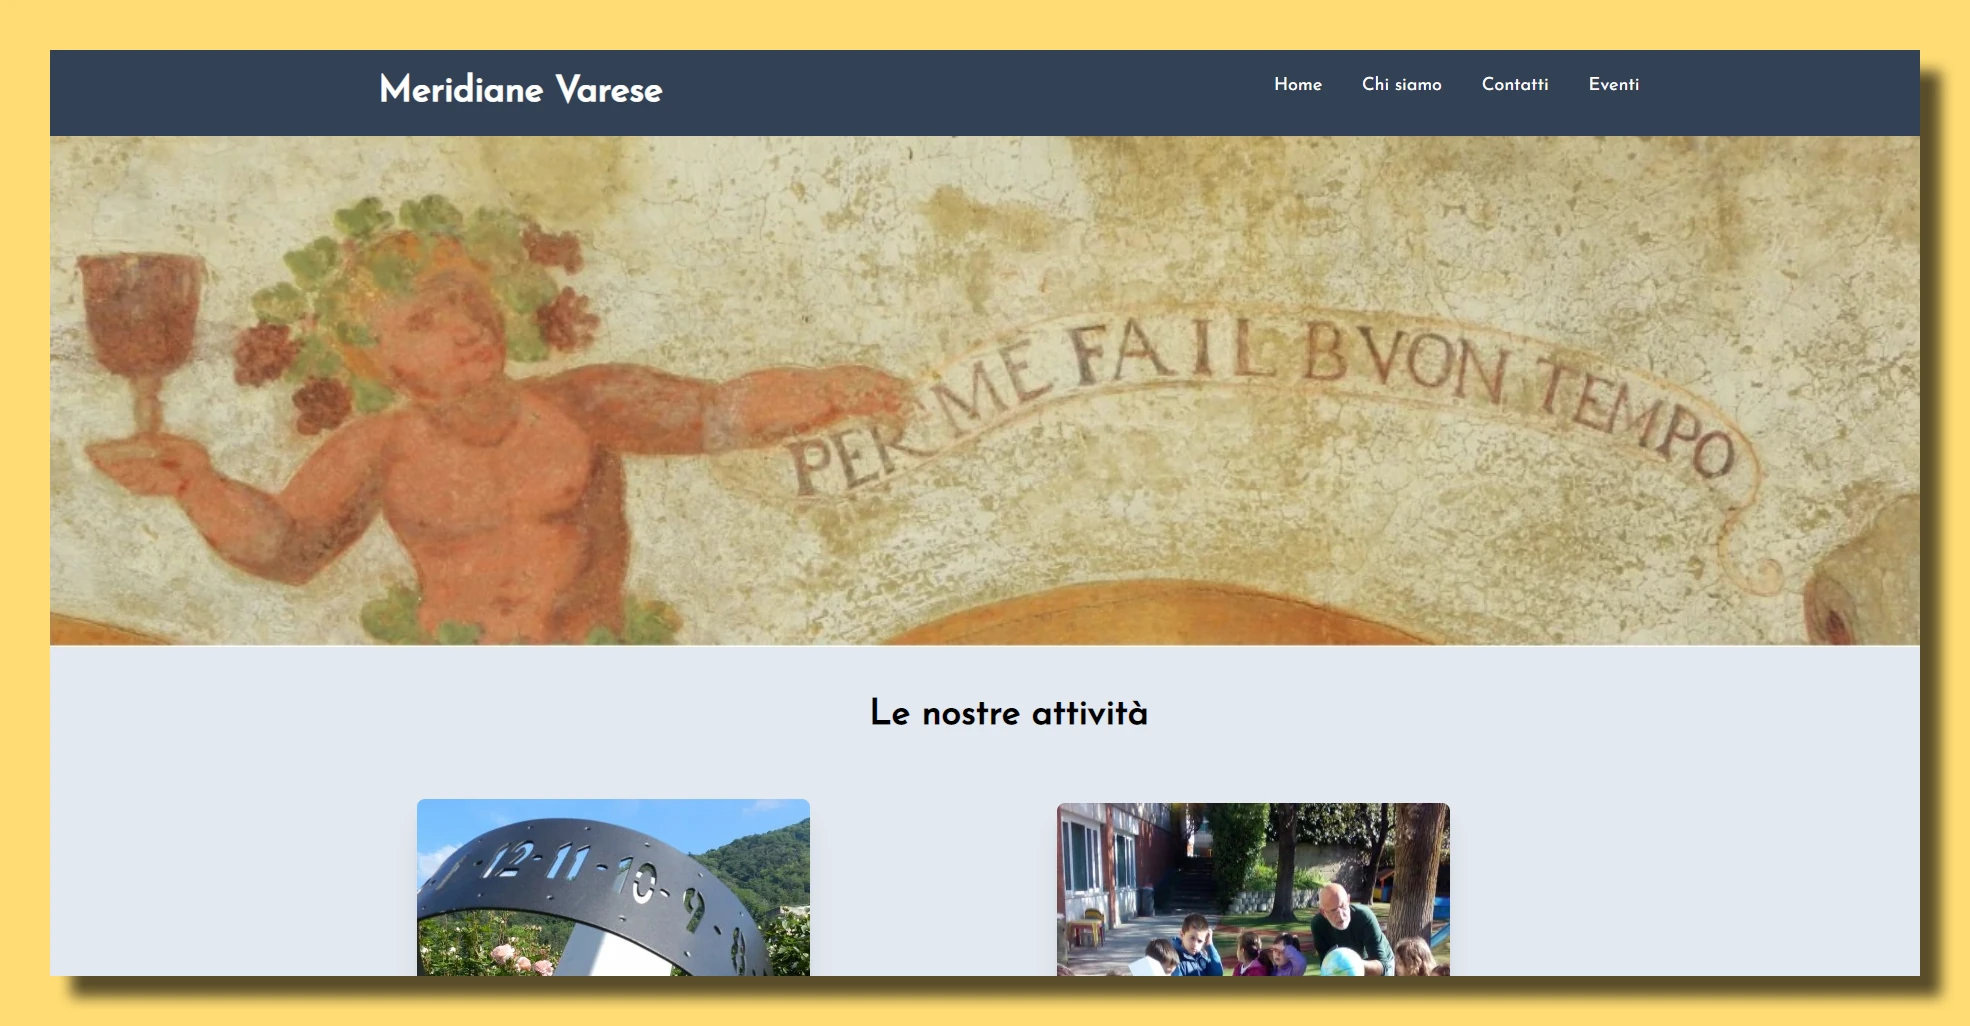 Meridiane Varese
Home Chi siamo Contatti Eventi
PER ME FA IL BVON TEMPO
Le nostre attività
12-11-10-9-8